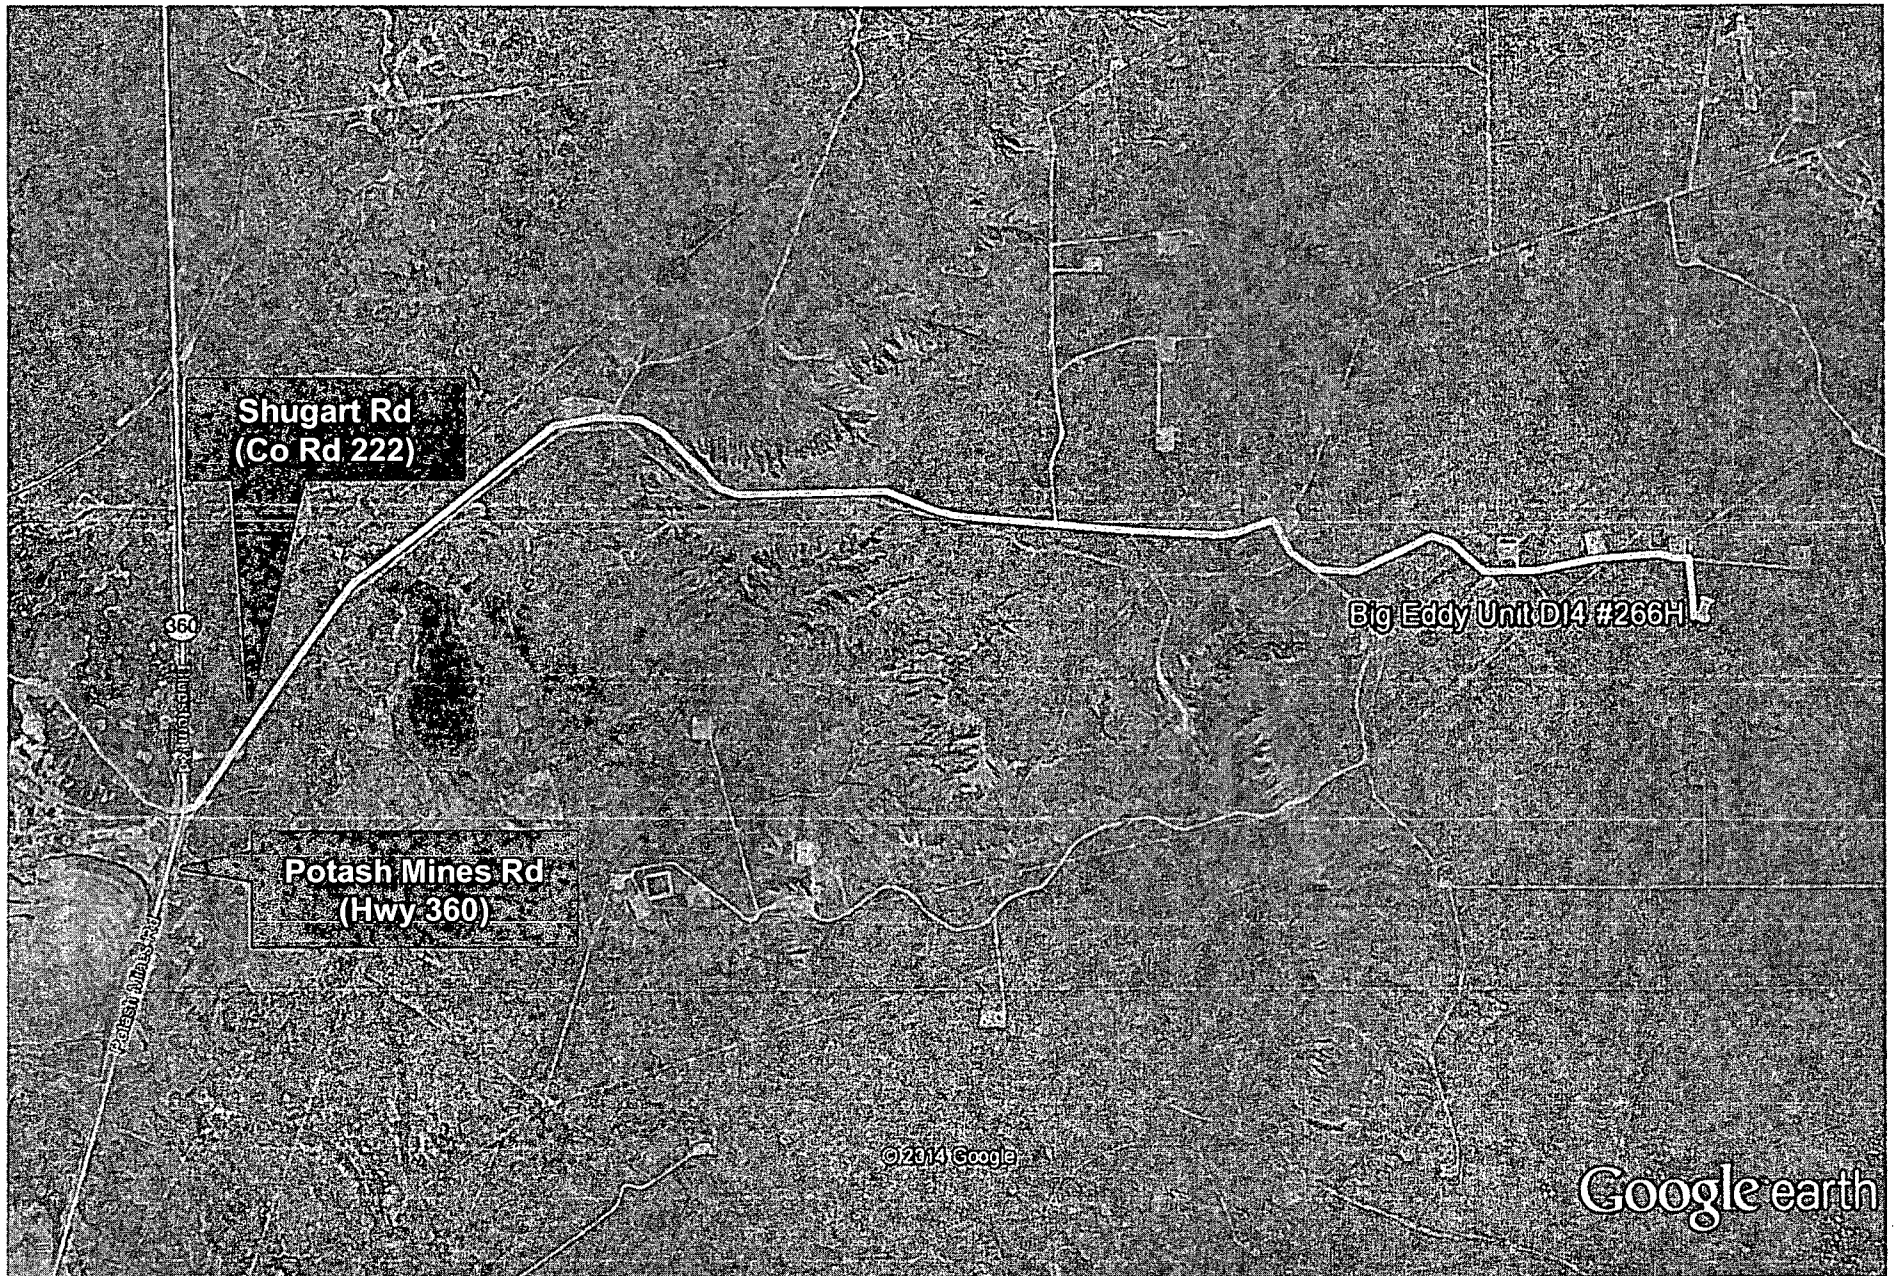 Shugart Rd
(Co Rd 222)
360
Big Eddy Unit DI4 #266H
Potash Mines Rd
(Hwy 360)
Potash Mines Rd
© 2014 Google
Google earth